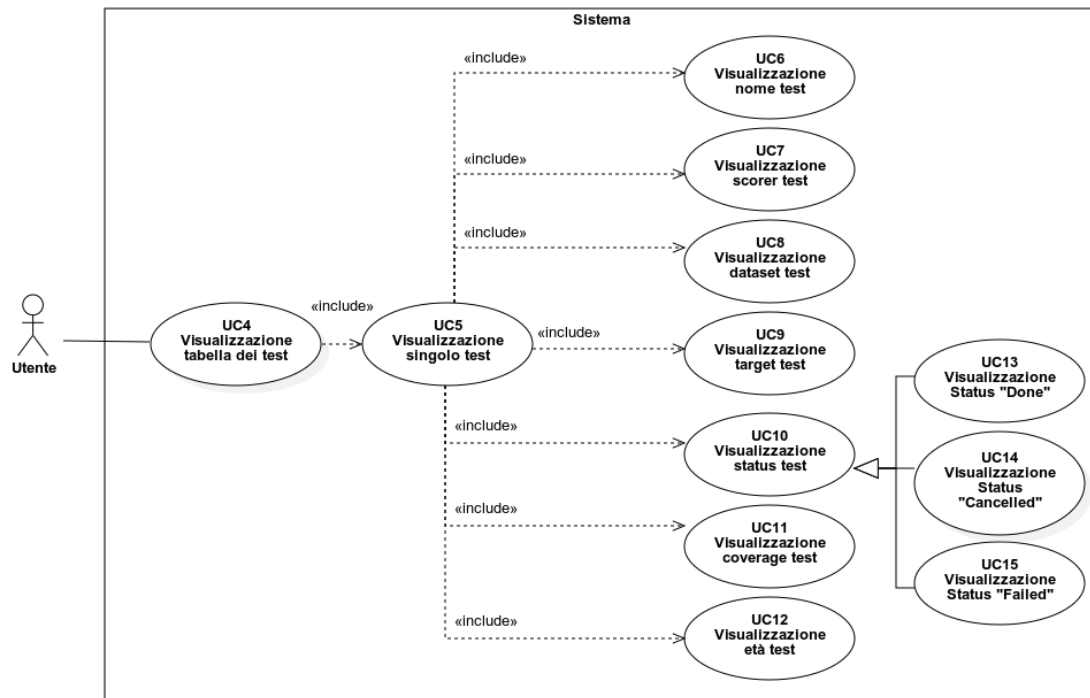 Sistema
«include»
UC6
Visualizzazione
nome test
«include»
UC7
Visualizzazione
scorer test
«include»
UC8
Visualizzazione
dataset test
Utente
UC4
Visualizzazione
tabella dei test
«include»
UC5
Visualizzazione
singolo test
«include»
UC9
Visualizzazione
target test
«include»
UC10
Visualizzazione
status test
UC13
Visualizzazione
Status "Done"
UC14
Visualizzazione
Status
"Cancelled"
UC15
Visualizzazione
Status "Failed"
«include»
UC11
Visualizzazione
coverage test
«include»
UC12
Visualizzazione
età test